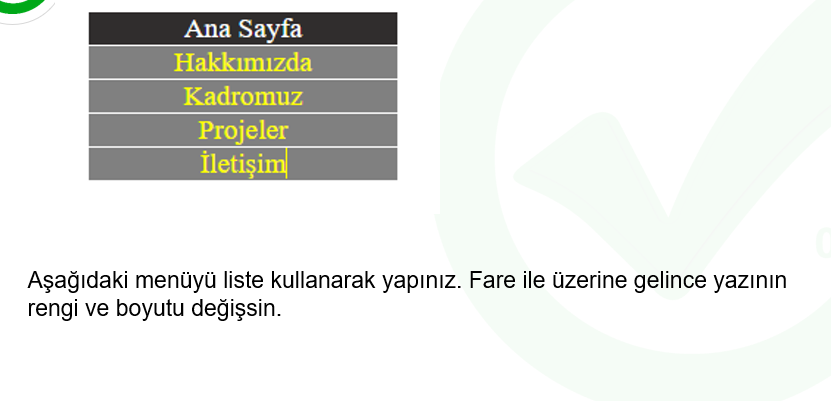 Ana Sayfa
Hakkımızda
Kadromuz
Projeler
İletişim
Aşağıdaki menüyü liste kullanarak yapınız. Fare ile üzerine gelince yazının
rengi ve boyutu değişsin.